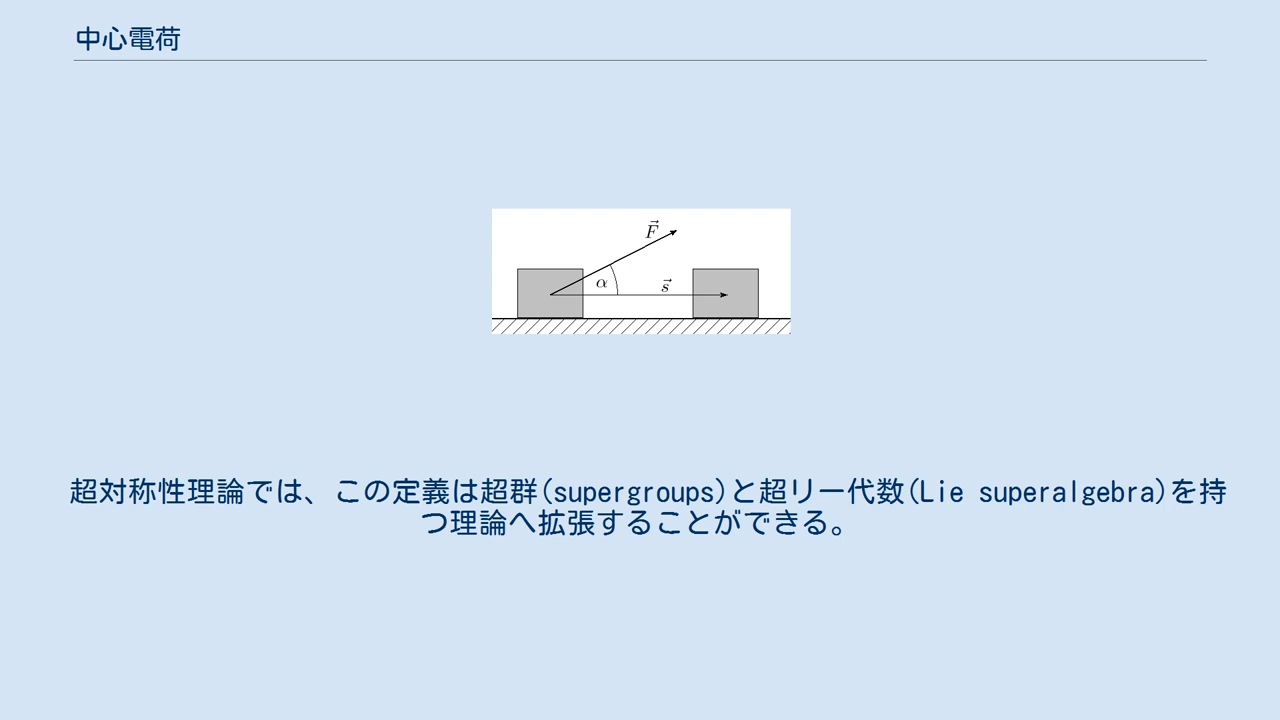 中心電荷
F⃗
α
s⃗
超対称性理論では、この定義は超群(supergroups)と超リー代数(Lie superalgebra)を持
つ理論へ拡張することができる。